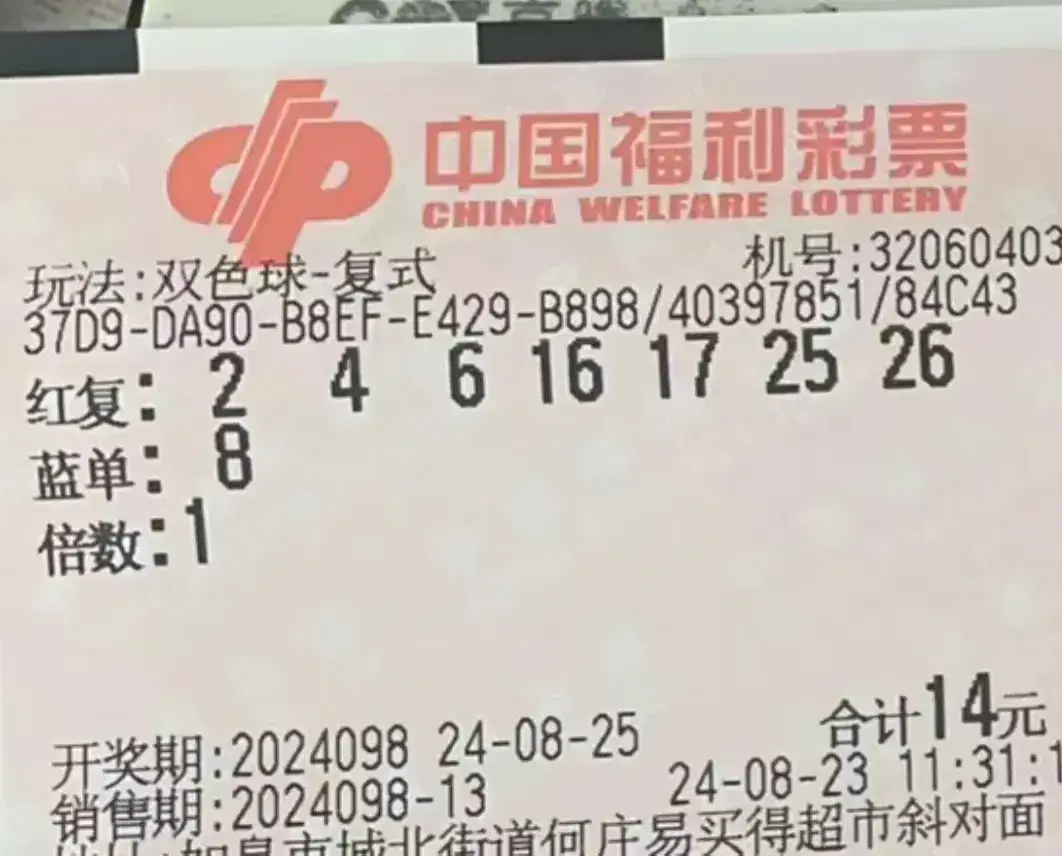 中国福利彩票
CHINA WELFARE LOTTERY
玩法:双色球-复式 机号:32060403
37D9-DA90-B8EF-E429-B898/40397851/84C43
红复: 2 4 6 16 17 25 26
蓝单: 8
倍数:1
合计14元
开奖期:2024098 24-08-25
销售期:2024098-13 24-08-23 11:31:1
城北街道何庄易买得超市斜对面